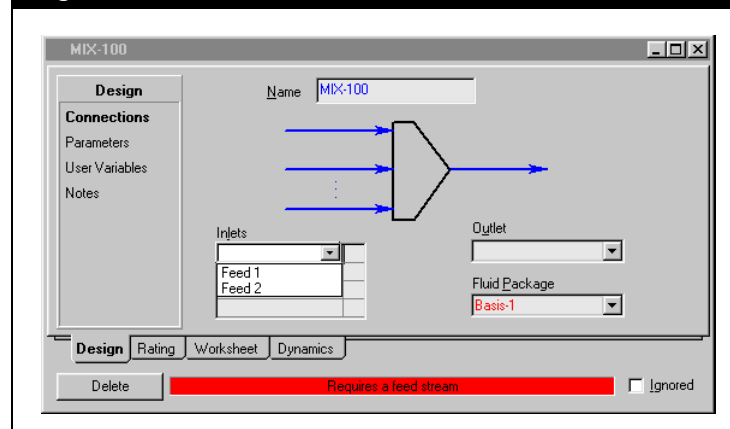 MIX-100
Design
Connections
Parameters
User Variables
Notes
Name MIX-100
Inlets
Feed 1
Feed 2
Outlet
Fluid Package
Basis-1
Design Rating Worksheet Dynamics
Delete Requires a feed stream Ignored